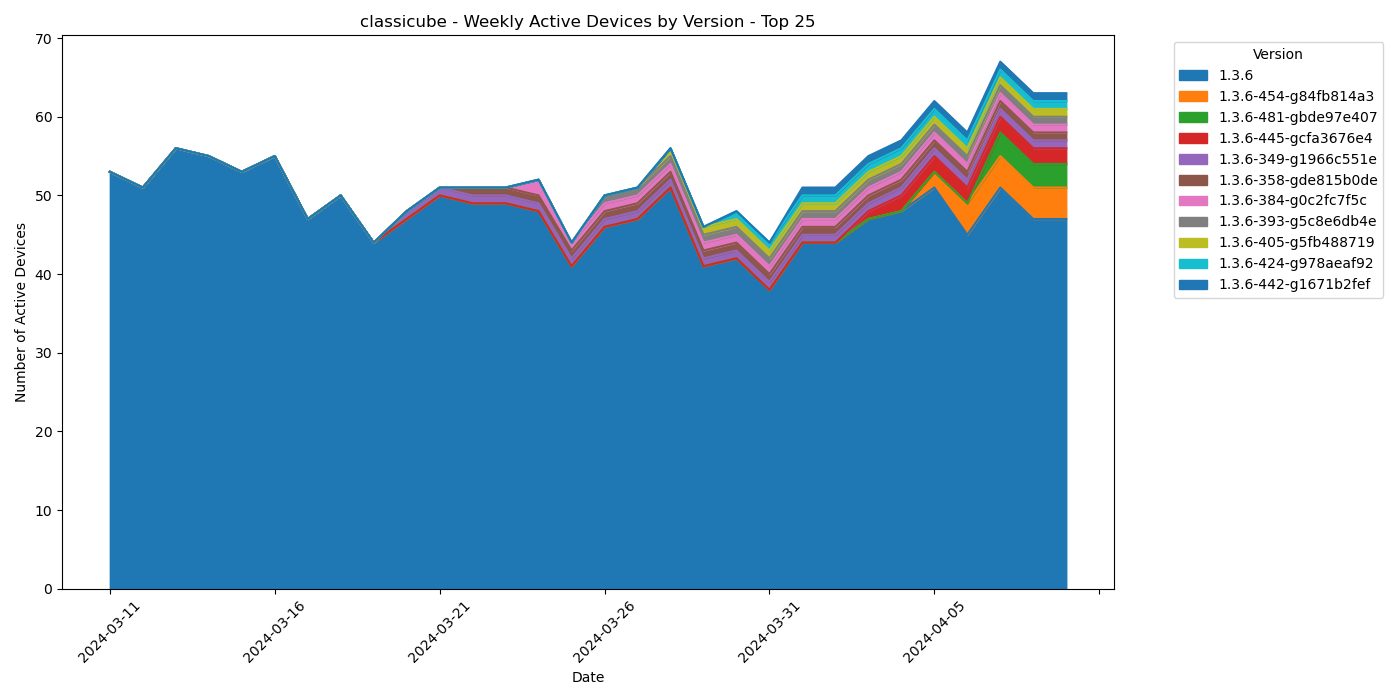 classicube - Weekly Active Devices by Version - Top 25
Number of Active Devices
70
60
50
40
30
20
10
0
2024-03-11
2024-03-16
2024-03-21
2024-03-26
2024-03-31
2024-04-05
Date
Version
1.3.6
1.3.6-454-g84fb814a3
1.3.6-481-gbde97e407
1.3.6-445-gcfa3676e4
1.3.6-349-g1966c551e
1.3.6-358-gde815b0de
1.3.6-384-g0c2fc7f5c
1.3.6-393-g5c8e6db4e
1.3.6-405-g5fb488719
1.3.6-424-g978aeaf92
1.3.6-442-g1671b2fef